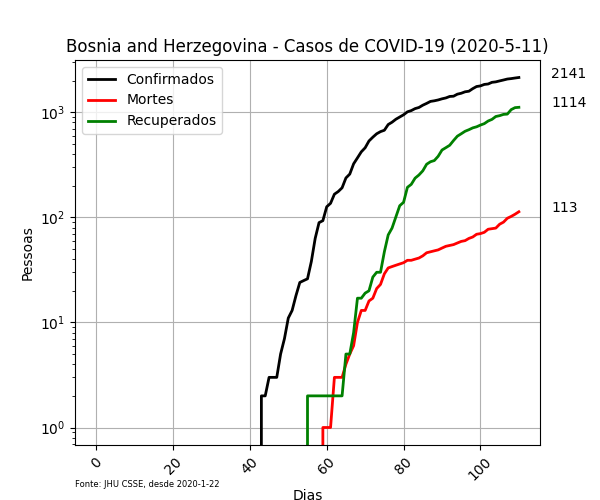 Bosnia and Herzegovina - Casos de COVID-19 (2020-5-11)
Confirmados
Mortes
Recuperados
2141
1114
113
10³
10²
10¹
10⁰
Pessoas
0 20 40 60 80 100
Dias
Fonte: JHU CSSE, desde 2020-1-22